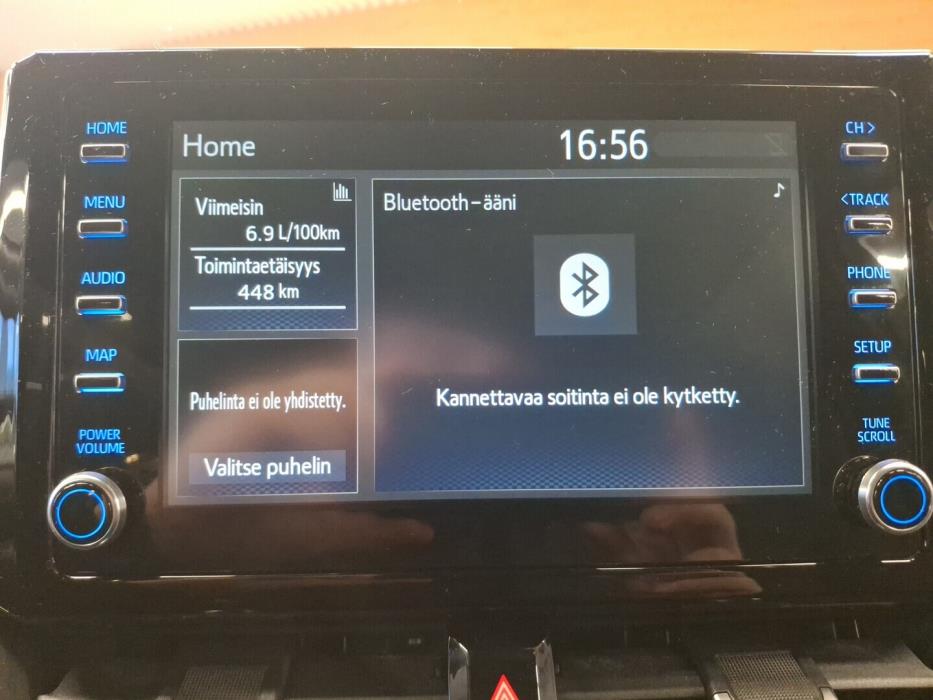 HOME
MENU
AUDIO
MAP
POWER
VOLUME
Home
16:56
Viimeisin
6.9 L/100km
Toimintaetäisyys
448 km
Puhelinta ei ole yhdistetty.
Valitse puhelin
Bluetooth-ääni
Kannettavaa soitinta ei ole kytketty.
CH >
< TRACK
PHONE
SETUP
TUNE
SCROLL